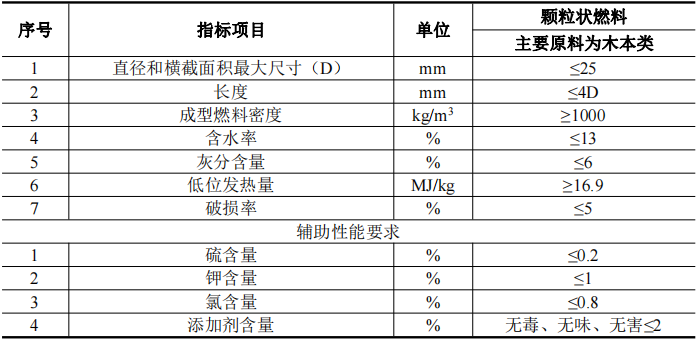 序号 指标项目 单位 颗粒状燃料
主要原料为木本类
1 直径和横截面积最大尺寸（D） mm ≤25
2 长度 mm ≤4D
3 成型燃料密度 kg/m³ ≥1000
4 含水率 % ≤13
5 灰分含量 % ≤6
6 低位发热量 MJ/kg ≥16.9
7 破损率 % ≤5
辅助性能要求
1 硫含量 % ≤0.2
2 钾含量 % ≤1
3 氯含量 % ≤0.8
4 添加剂含量 % 无毒、无味、无害≤2